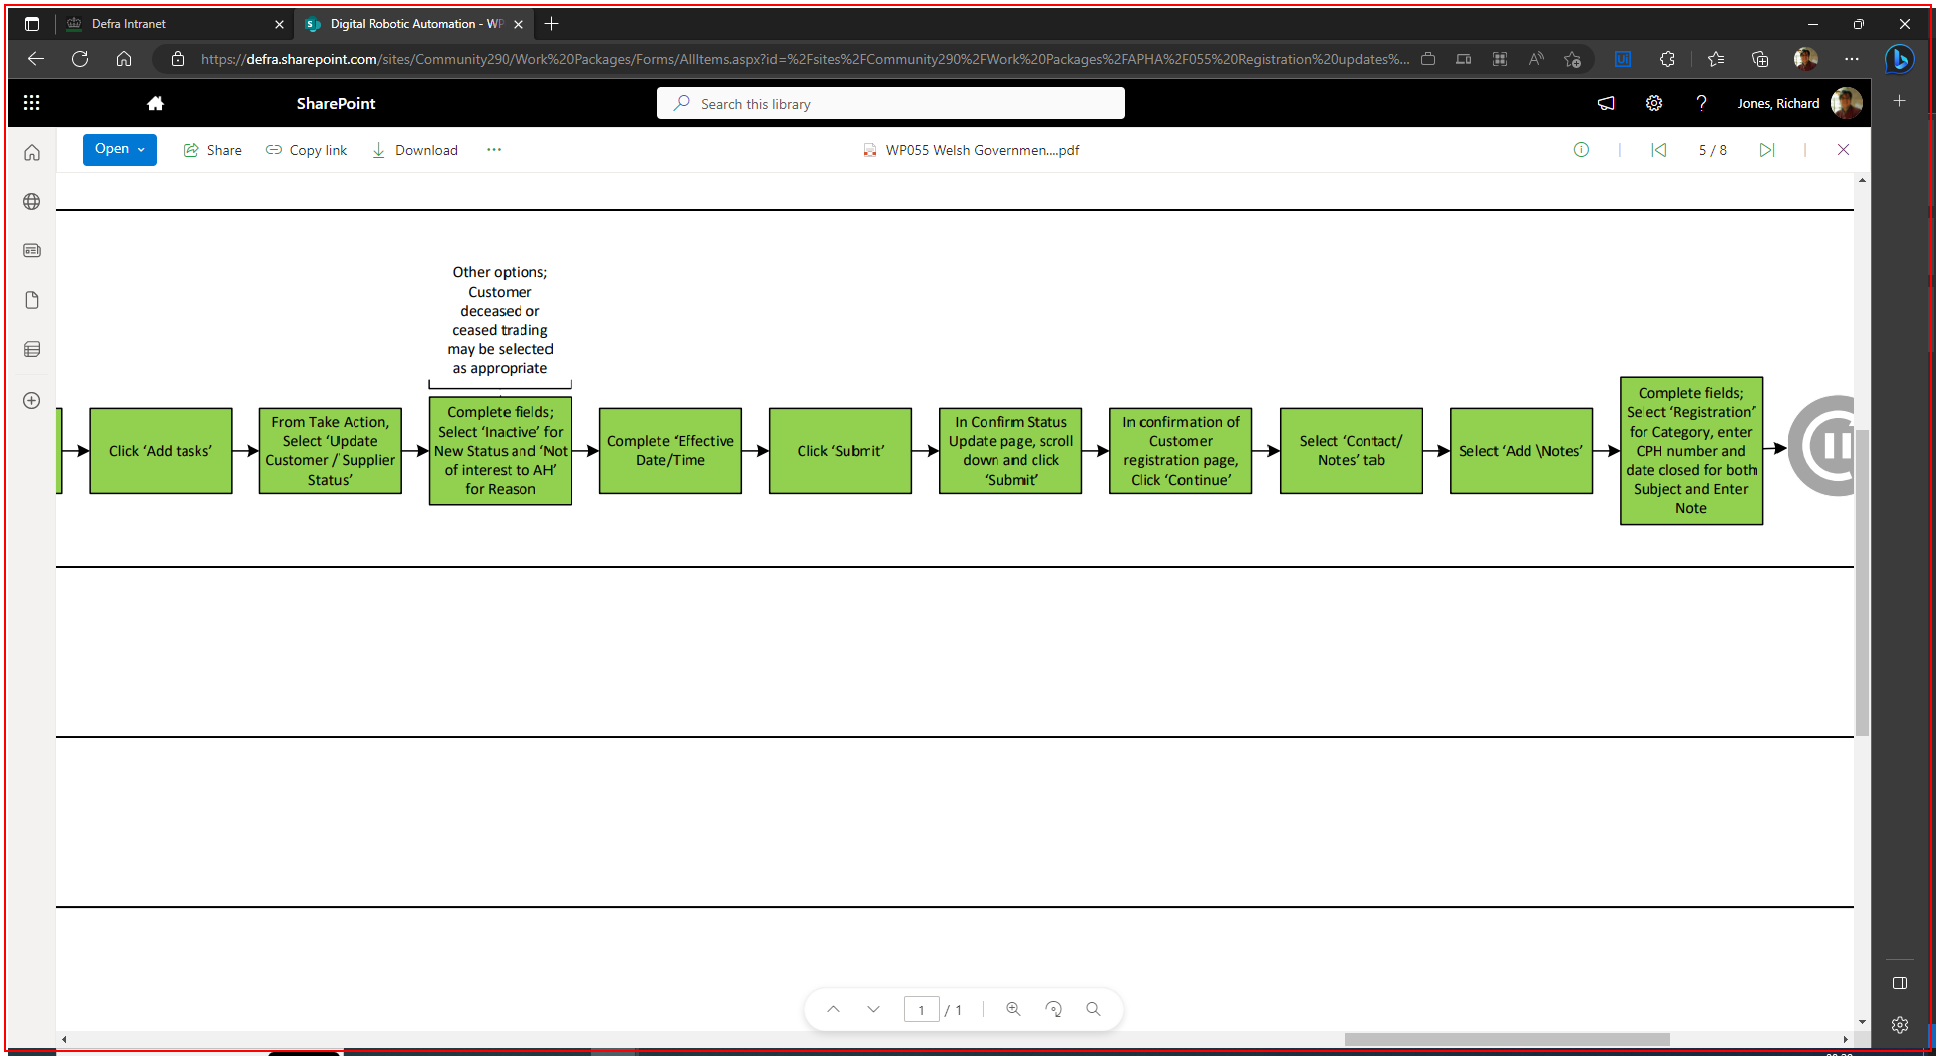 Defra Intranet
Digital Robotic Automation - WP
https://defra.sharepoint.com/sites/Community290/Work%20Packages/Forms/AllItems.aspx?id=%2Fsites%2FCommunity290%2FWork%20Packages%2FAPHA%2F055%20Registration%20updates%...
SharePoint
Search this library
?
Jones, Richard
Open
Share
Copy link
Download
WP055 Welsh Governmen....pdf
5 / 8
Other options;
Customer
deceased or
ceased trading
may be selected
as appropriate
Click ‘Add tasks’
From Take Action,
Select ‘Update
Customer / Supplier
Status’
Complete fields;
Select ‘Inactive’ for
New Status and ‘Not
of interest to AH’
for Reason
Complete ‘Effective
Date/Time
Click ‘Submit’
In Confirm Status
Update page, scroll
down and click
‘Submit’
In confirmation of
Customer
registration page,
Click ‘Continue’
Select ‘Contact/
Notes’ tab
Select ‘Add \Notes’
Complete fields;
Select ‘Registration’
for Category, enter
CPH number and
date closed for both
Subject and Enter
Note
1 / 1